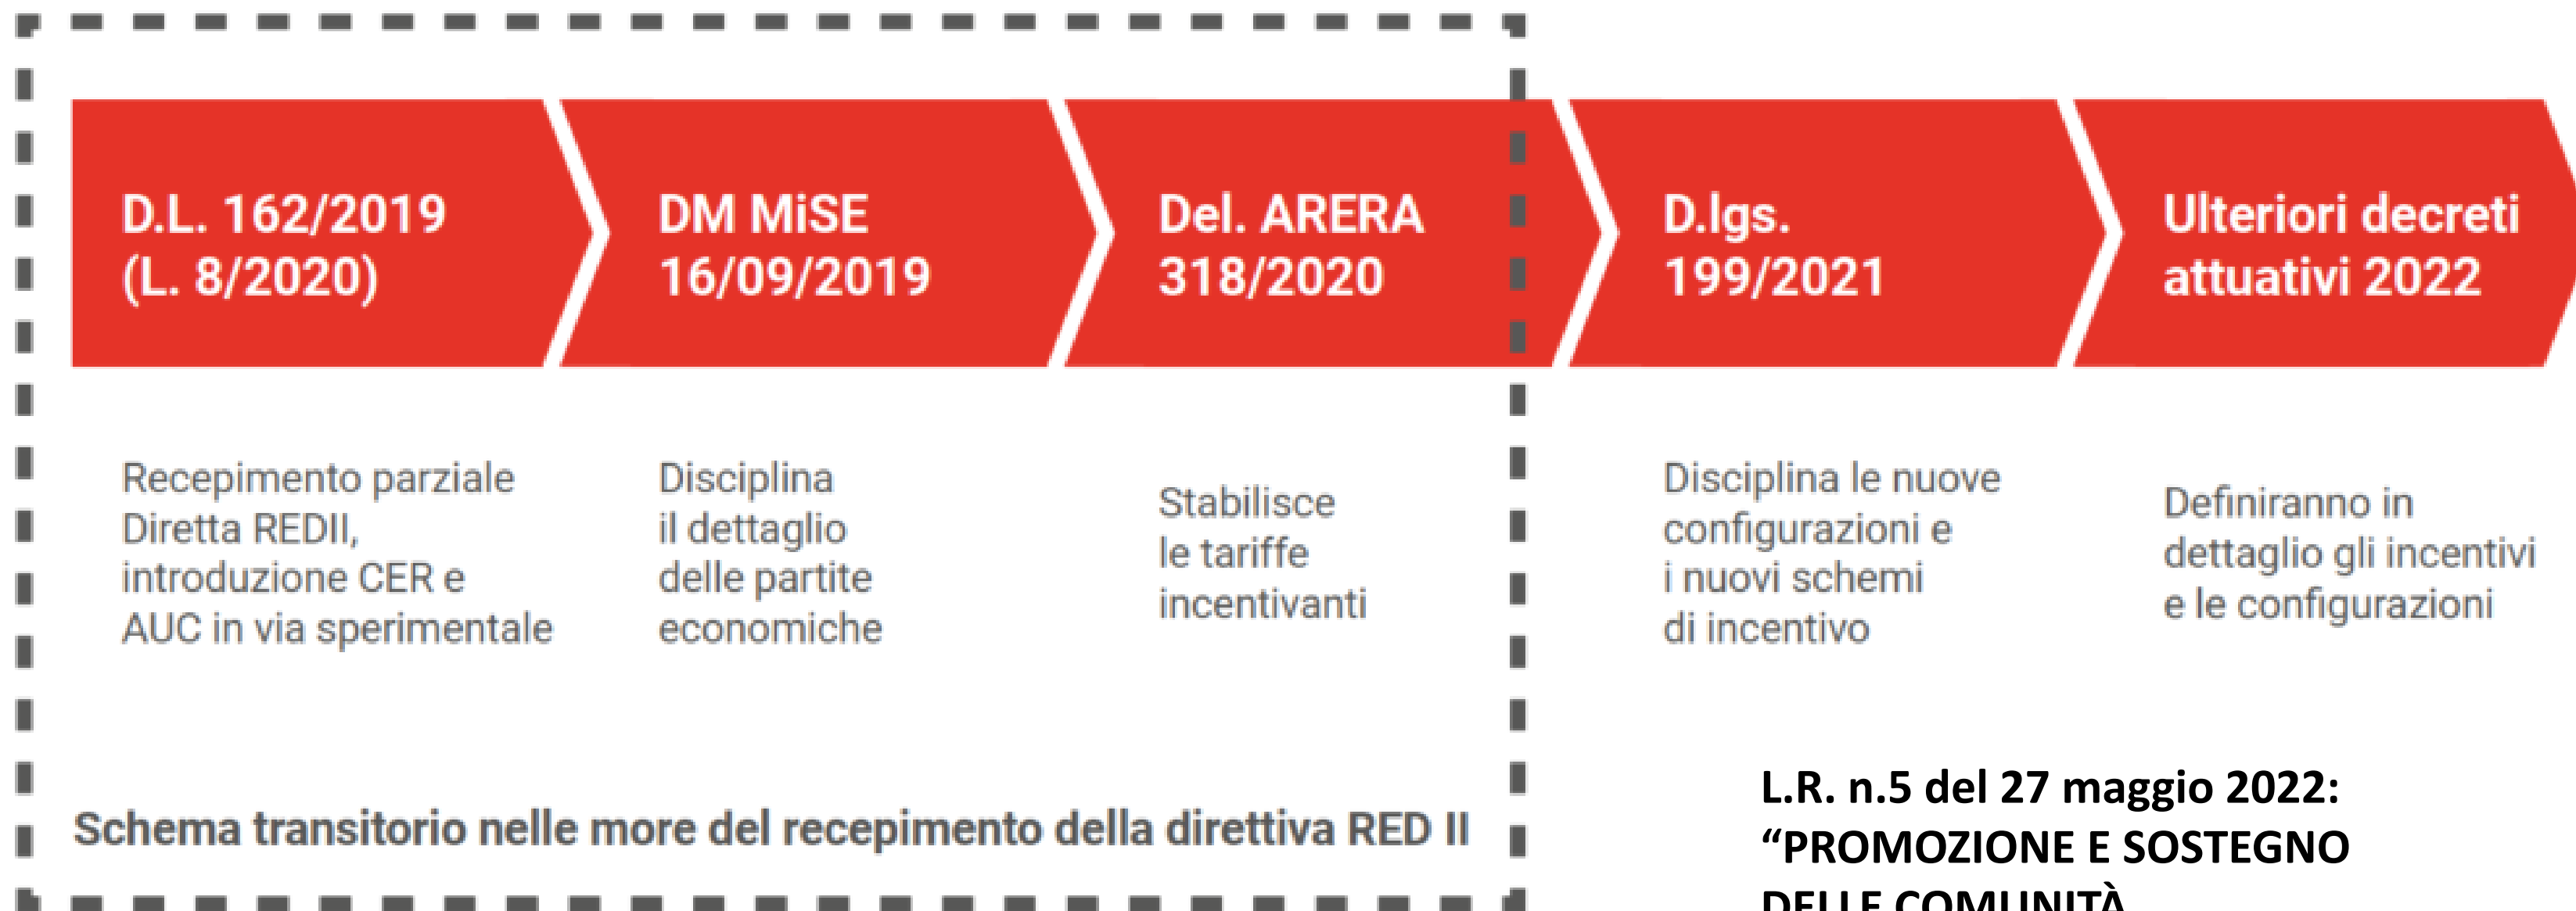 D.L. 162/2019
(L. 8/2020)
DM MiSE
16/09/2019
Del. ARERA
318/2020
D.lgs.
199/2021
Ulteriori decreti
attuativi 2022
Recepimento parziale
Diretta REDII,
introduzione CER e
AUC in via sperimentale
Disciplina
il dettaglio
delle partite
economiche
Stabilisce
le tariffe
incentivanti
Disciplina le nuove
configurazioni e
i nuovi schemi
di incentivo
Definiranno in
dettaglio gli incentivi
e le configurazioni
Schema transitorio nelle more del recepimento della direttiva RED II
L.R. n.5 del 27 maggio 2022:
“PROMOZIONE E SOSTEGNO
DELLE COMUNITÀ